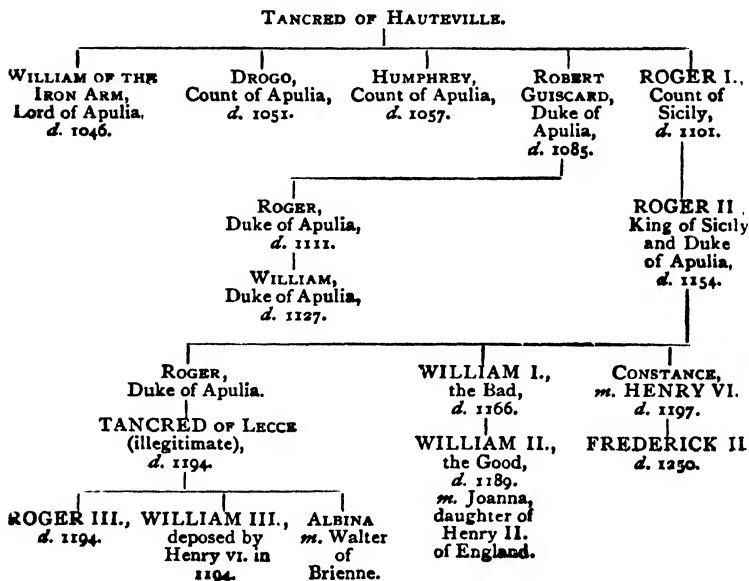 TANCRED OF HAUTEVILLE.
WILLIAM OF THE
IRON ARM,
Lord of Apulia,
d. 1046.
DROGO,
Count of Apulia,
d. 1051.
HUMPHREY,
Count of Apulia,
d. 1057.
ROBERT
GUISCARD,
Duke of
Apulia,
d. 1085.
ROGER I.,
Count of
Sicily,
d. 1101.
ROGER,
Duke of Apulia,
d. 1111.
WILLIAM,
Duke of Apulia,
d. 1127.
ROGER II.,
King of Sicily
and Duke
of Apulia,
d. 1154.
ROGER,
Duke of Apulia.
TANCRED OF LECCE
(illegitimate),
d. 1194.
WILLIAM I.,
the Bad,
d. 1166.
WILLIAM II.,
the Good,
d. 1189.
m. Joanna,
daughter of
Henry II.
of England.
CONSTANCE,
m. HENRY VI.
d. 1197.
FREDERICK II
d. 1250.
ROGER III.,
d. 1194.
WILLIAM III.,
deposed by
Henry VI. in
1194.
ALBINA
m. Walter
of
Brienne.